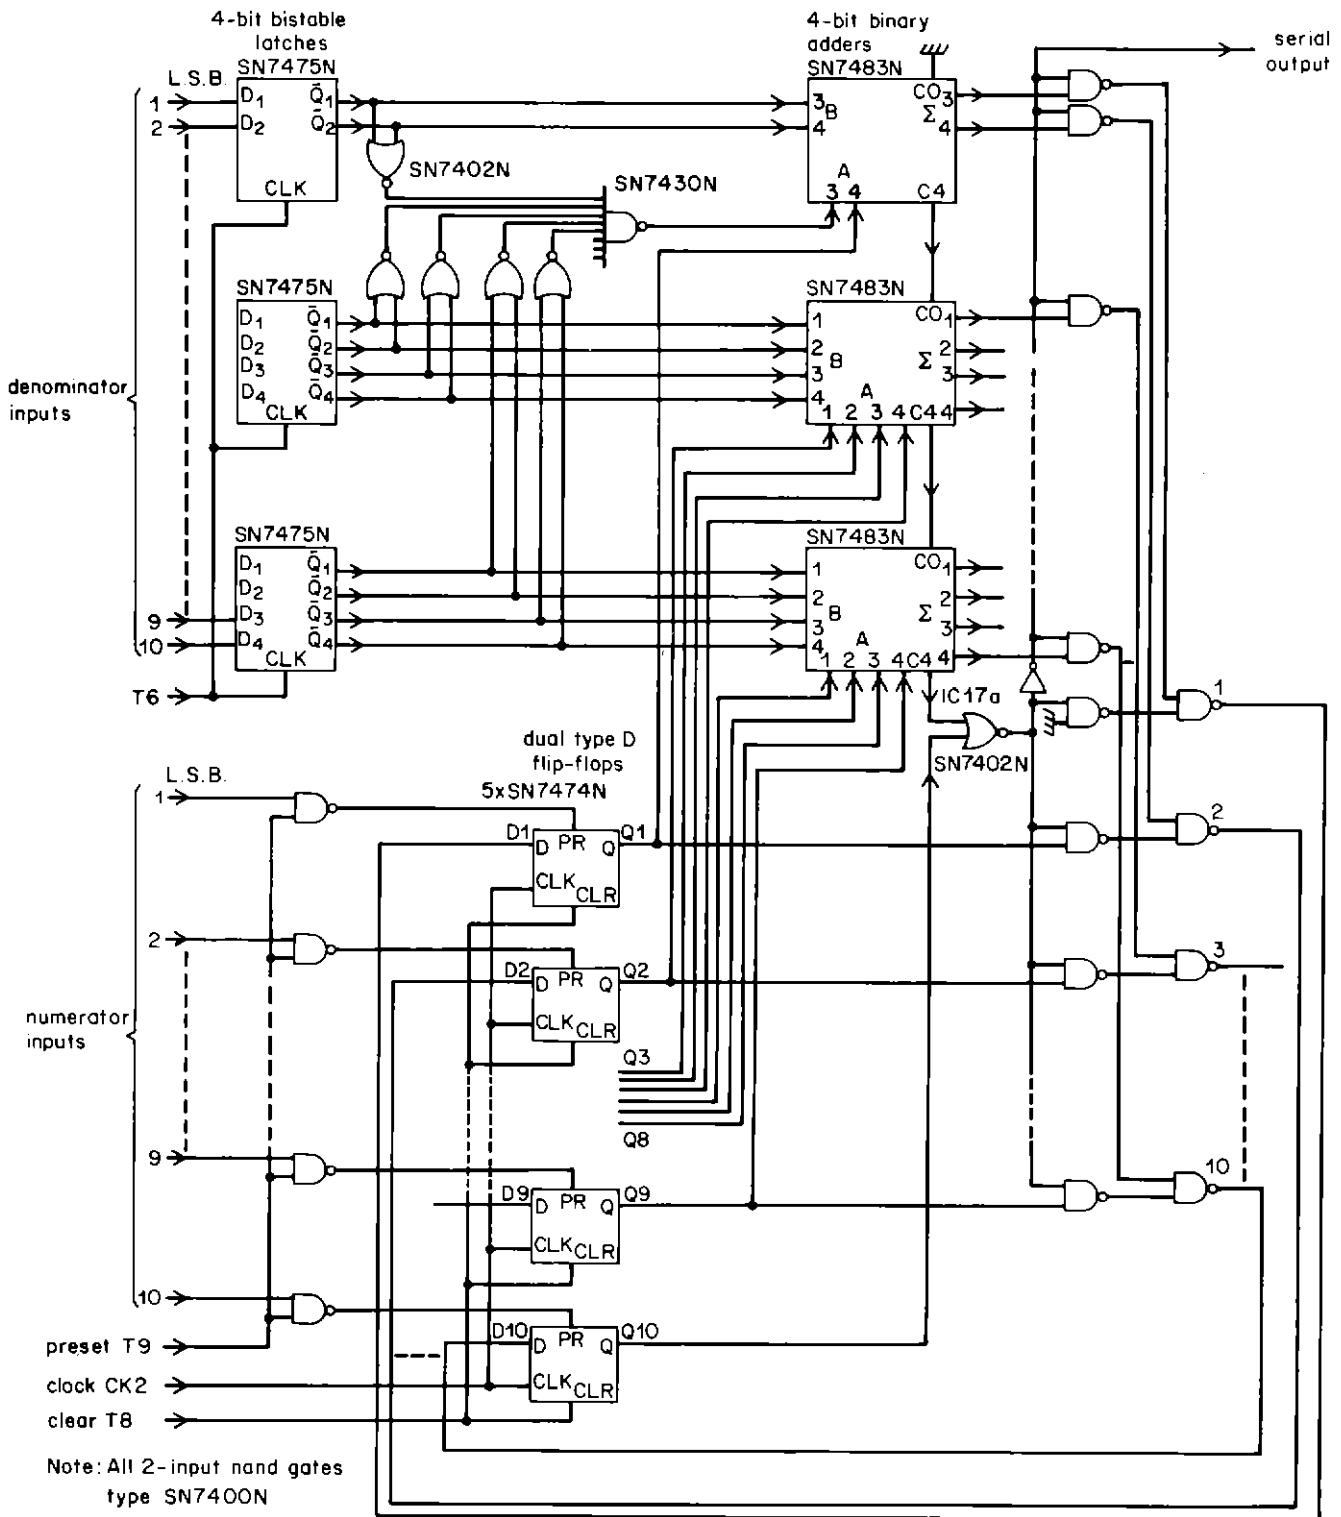 4-bit bistable
latches
SN7475N
4-bit binary
adders
SN7483N
serial
output
L.S.B.
1
2
D1
D2
Q̄1
Q̄2
CLK
SN7402N
SN7430N
3
4
B
A
3 4
CO
3
Σ
4
C4
denominator
inputs
SN7475N
D1
D2
D3
D4
Q̄1
Q̄2
Q̄3
Q̄4
CLK
SN7483N
1
2
3
4
B
A
1 2 3 4
CO
1
2
Σ
3
C4 4
SN7475N
D1
D2
D3
D4
Q̄1
Q̄2
Q̄3
Q̄4
CLK
9
10
T6
SN7483N
1
2
3
4
B
A
1 2 3 4
CO
1
2
Σ
3
C4 4
IC17a
SN7402N
dual type D
flip-flops
5xSN7474N
L.S.B.
1
D1
D PR Q
Q1
CLK
CLR
1
2
2
D2
D PR Q
Q2
CLK
CLR
3
numerator
inputs
Q3
Q8
9
D9
D PR Q
Q9
CLK
CLR
10
10
D10
D PR Q
Q10
CLK
CLR
preset T9
clock CK2
clear T8
Note: All 2-input nand gates
type SN7400N